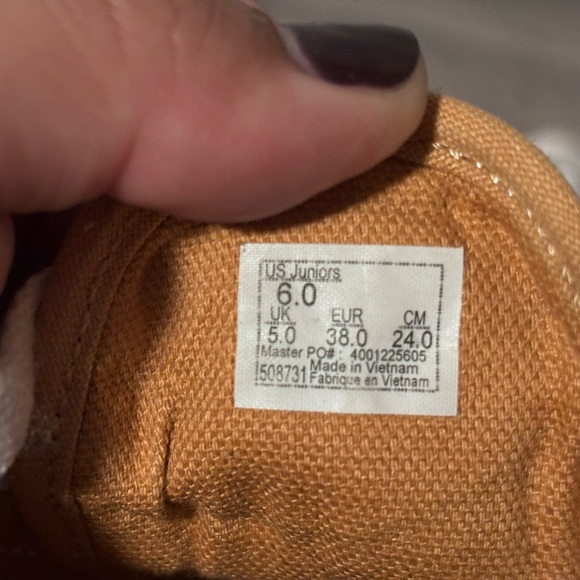 US Juniors
6.0
UK EUR CM
5.0 38.0 24.0
Master PO# : 4001225605
508731 Made in Vietnam
Fabrique en Vietnam